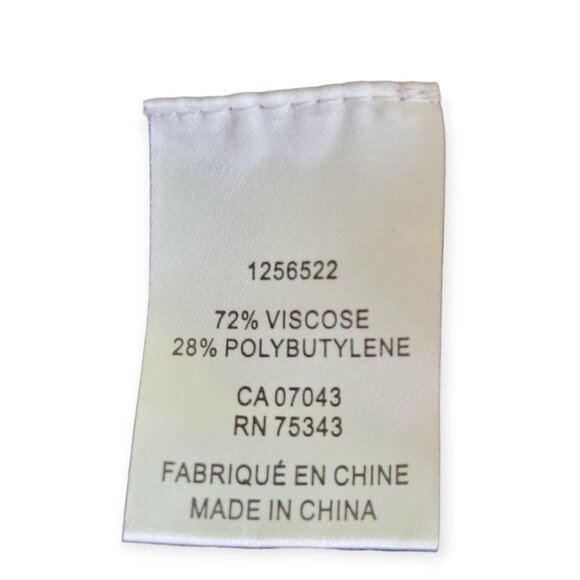 1256522
72% VISCOSE
28% POLYBUTYLENE
CA 07043
RN 75343
FABRIQUÉ EN CHINE
MADE IN CHINA